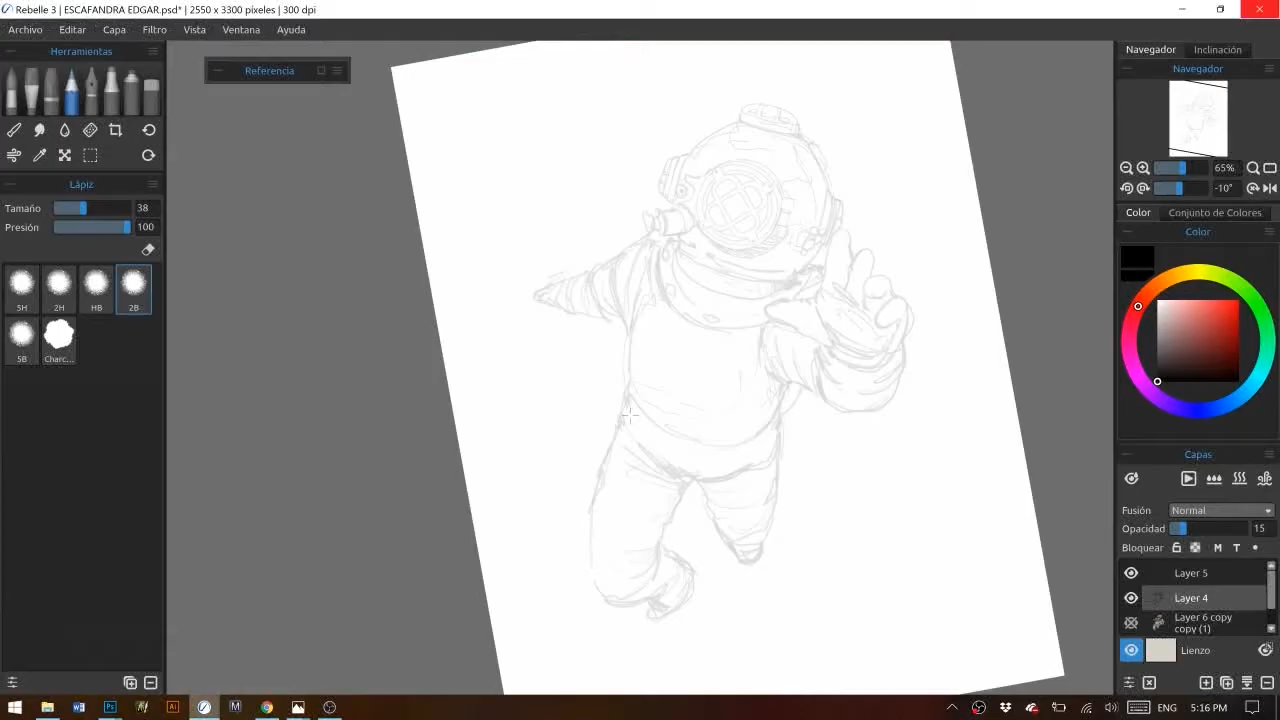 Rebelle 3 | ESCAFANDRA EDGAR.psd* | 2550 x 3300 píxeles | 300 dpi
Archivo Editar Capa Filtro Vista Ventana Ayuda
Herramientas
Lápiz
Tamaño 38
Presión 100
5H 2H HB 2B
5B Charc...
Referencia
Navegador Inclinación
Navegador
65%
-10°
Color Conjunto de Colores
Color
Capas
Fusión Normal
Opacidad 15
Bloquear M T
Layer 5
Layer 4
Layer 6 copy
copy (1)
Lienzo
W Ps Ai M ENG 5:16 PM